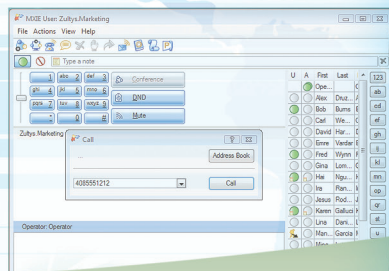 MXIE User: Zultys.Marketing
File Actions View Help
Type a note
1 abc 2 def 3 Conference
ghi 4 jkl 5 mno 6 DND
pqrs 7 tuv 8 wxyz 9
* 0 # Mute
Zultys.Marketing
Call
... Address Book
4085551212 Call
Operator: Operator
U A First Last
Ope...
Alex Druz...
Bob Burns
Carl We...
David Har...
Emre Vardar
Fred Wynn
Gina Lom...
Hai Ngu...
Ira Ran...
Jesus Rod...
Karen Gallucci
Lina Dani...
Man... Garcia
123
ab
cd
ef
gh
ij
kl
mn
op
qr
st
u